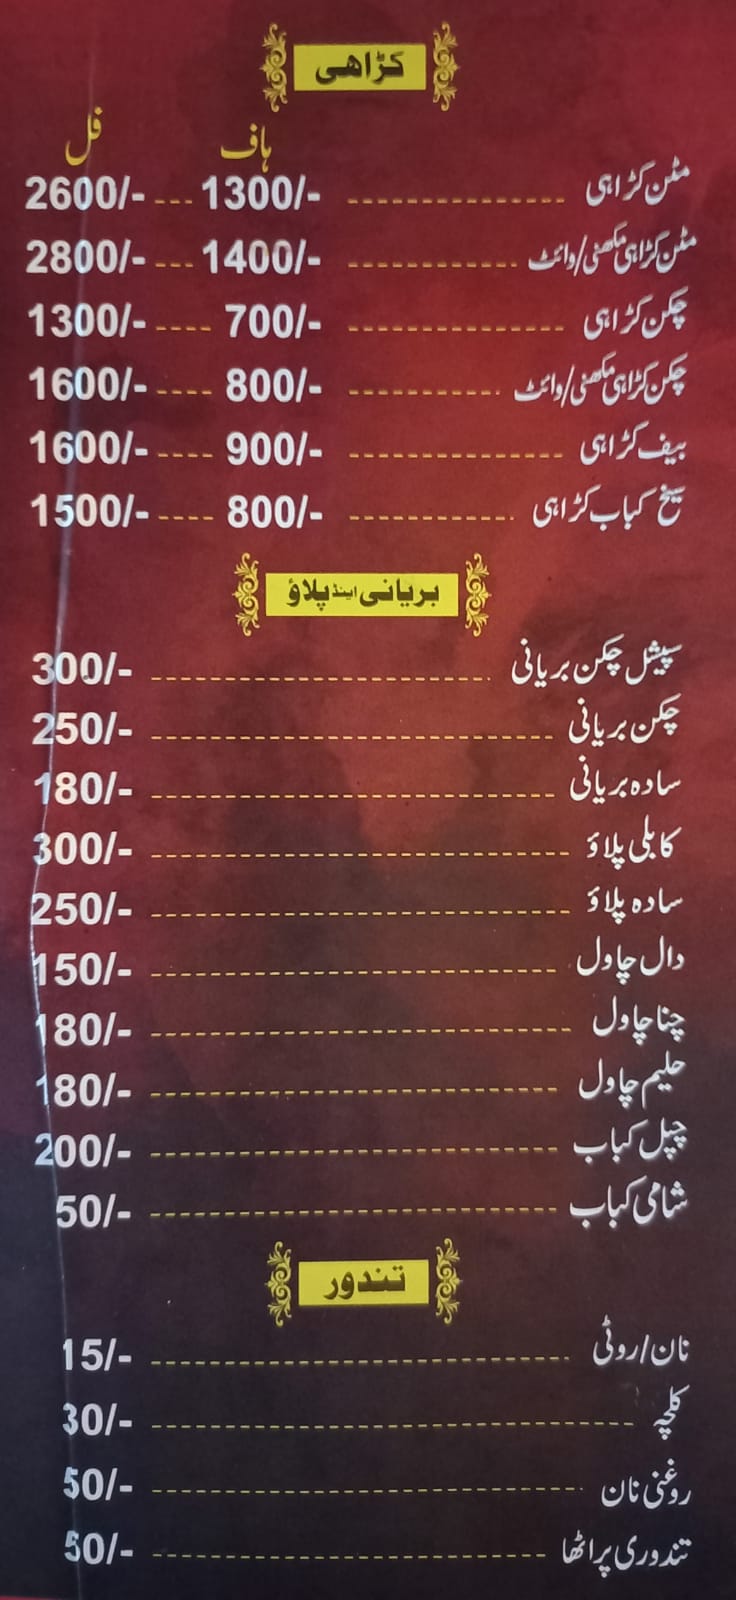 کڑاھی
ہاف فل
مٹن کڑاہی 1300/- 2600/-
مٹن کڑاہی مکھنی/وائٹ 1400/- 2800/-
چکن کڑاہی 700/- 1300/-
چکن کڑاہی مکھنی/وائٹ 800/- 1600/-
بیف کڑاہی 900/- 1600/-
سیخ کباب کڑاہی 800/- 1500/-
بریانی اینڈ پلاؤ
سپیشل چکن بریانی 300/-
چکن بریانی 250/-
سادہ بریانی 180/-
کابلی پلاؤ 300/-
سادہ پلاؤ 250/-
دال چاول 150/-
چنا چاول 180/-
حلیم چاول 180/-
چپل کباب 200/-
شامی کباب 50/-
تندور
نان/روٹی 15/-
کلچہ 30/-
روغنی نان 50/-
تندوری پراٹھا 50/-